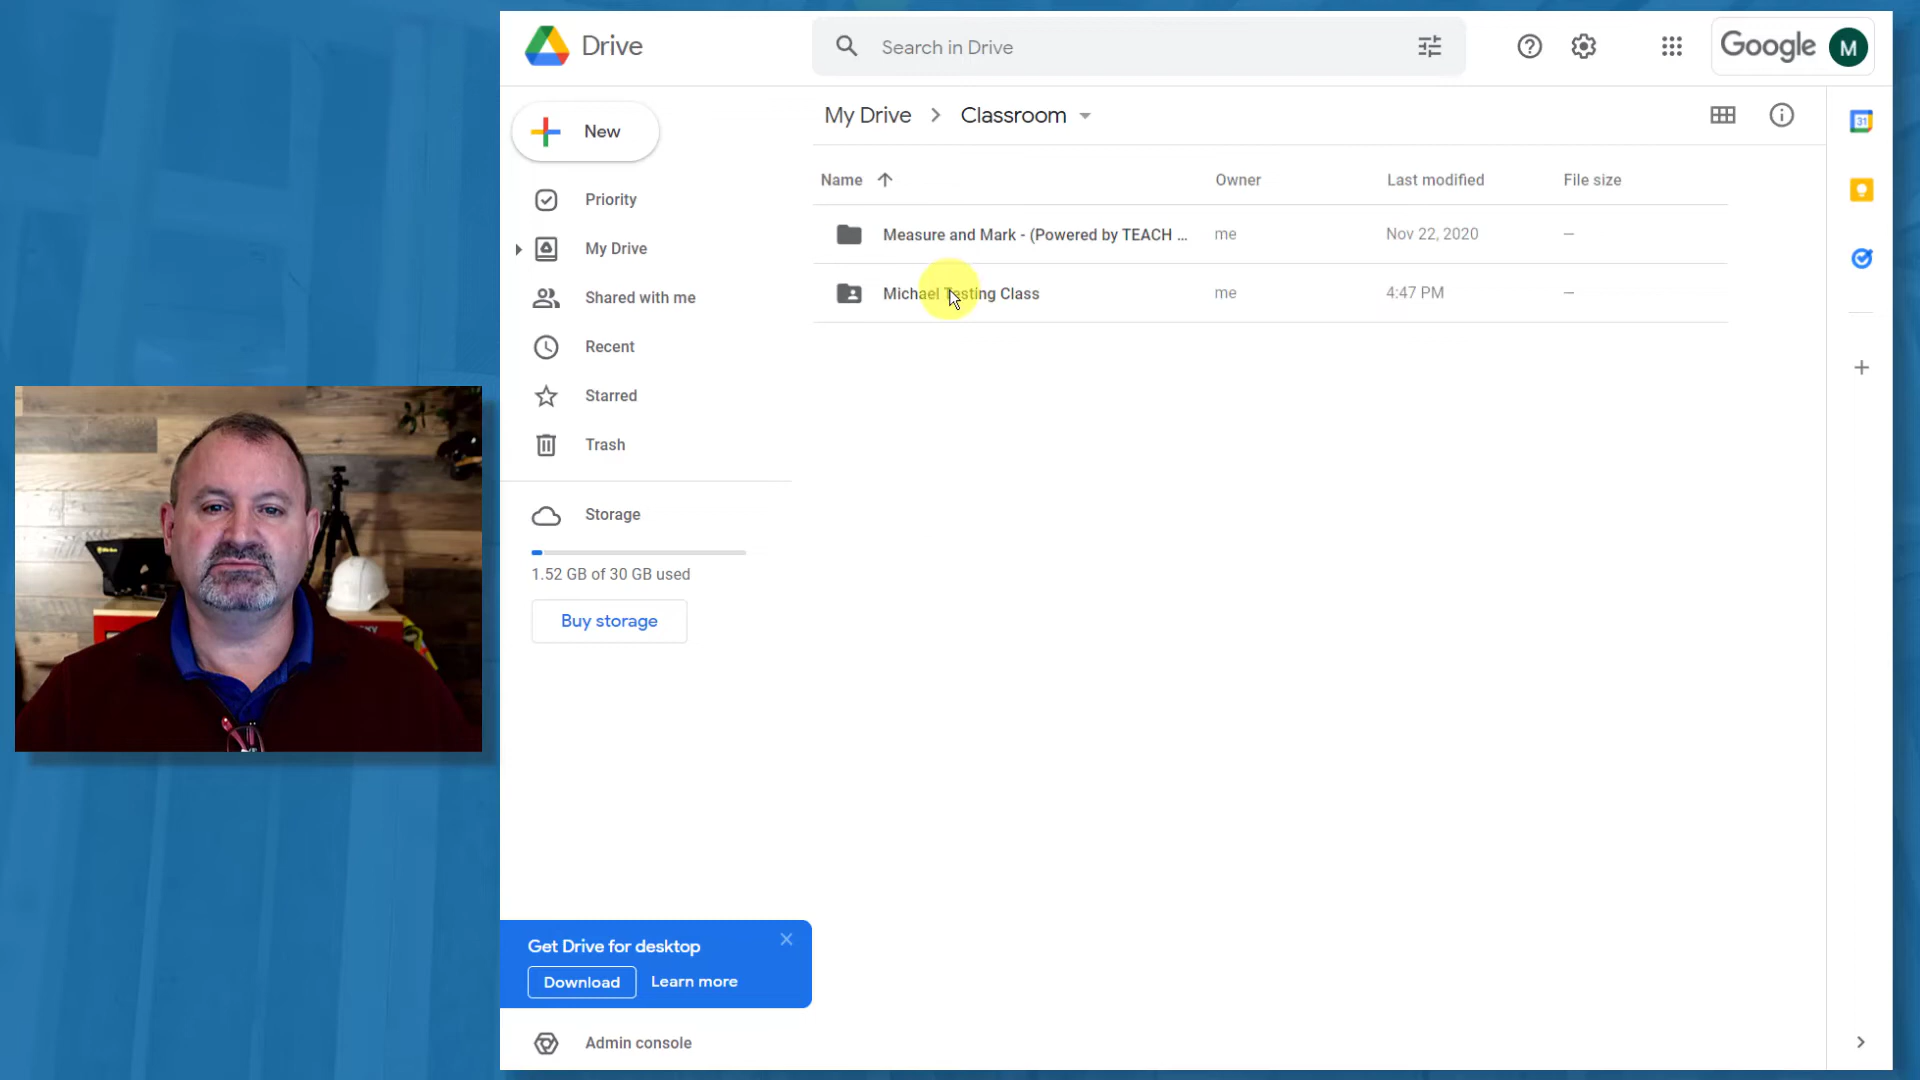 Drive
Search in Drive
Google
M
New
My Drive
Classroom
Name
Owner
Last modified
File size
Measure and Mark - (Powered by TEACH ...
me
Nov 22, 2020
–
Michael Testing Class
me
4:47 PM
–
Priority
My Drive
Shared with me
Recent
Starred
Trash
Storage
1.52 GB of 30 GB used
Buy storage
Get Drive for desktop
Download
Learn more
Admin console
31